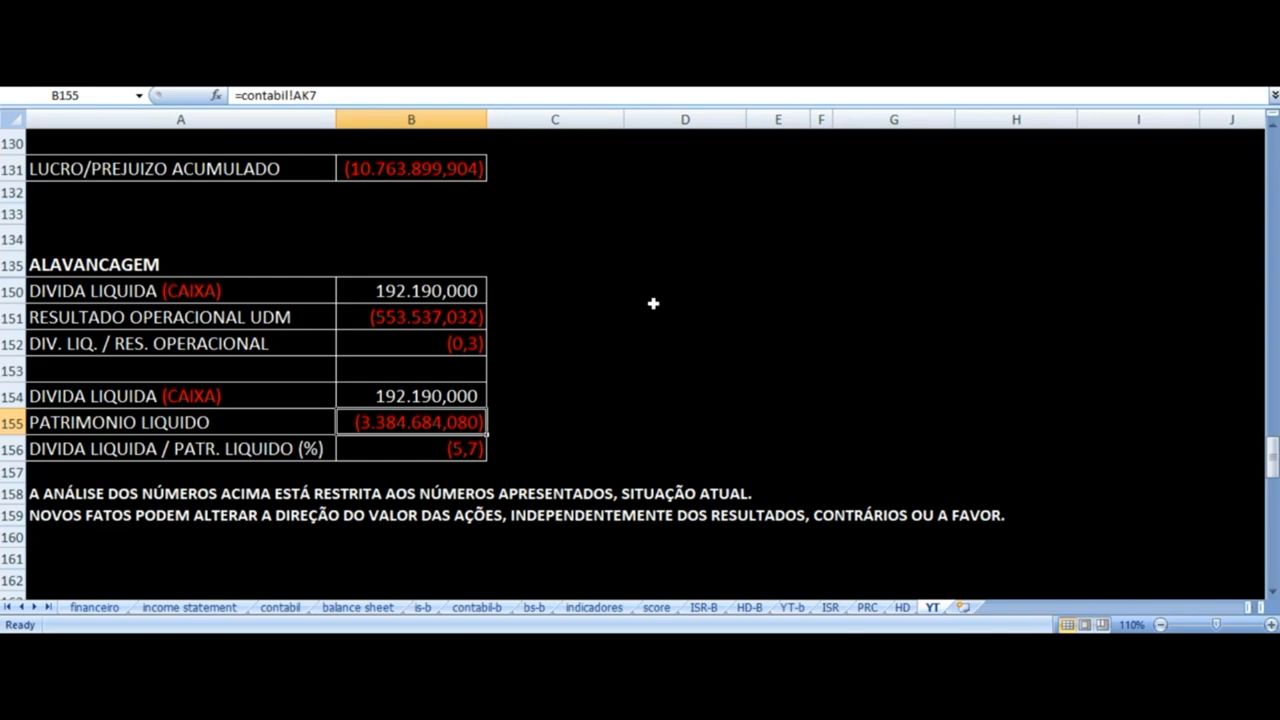 B155 fx =contabil!AK7
A B C D E F G H I J
130
131 LUCRO/PREJUIZO ACUMULADO (10.763.899,904)
132
133
134
135 ALAVANCAGEM
150 DIVIDA LIQUIDA (CAIXA) 192.190,000
151 RESULTADO OPERACIONAL UDM (553.537,032)
152 DIV. LIQ. / RES. OPERACIONAL (0,3)
153
154 DIVIDA LIQUIDA (CAIXA) 192.190,000
155 PATRIMONIO LIQUIDO (3.384.684,080)
156 DIVIDA LIQUIDA / PATR. LIQUIDO (%) (5,7)
157
158 A ANÁLISE DOS NÚMEROS ACIMA ESTÁ RESTRITA AOS NÚMEROS APRESENTADOS, SITUAÇÃO ATUAL.
159 NOVOS FATOS PODEM ALTERAR A DIREÇÃO DO VALOR DAS AÇÕES, INDEPENDENTEMENTE DOS RESULTADOS, CONTRÁRIOS OU A FAVOR.
160
161
162
financeiro income statement contabil balance sheet is-b contabil-b bs-b indicadores score ISR-B HD-B YT-b ISR PRC HD YT
Ready 110%